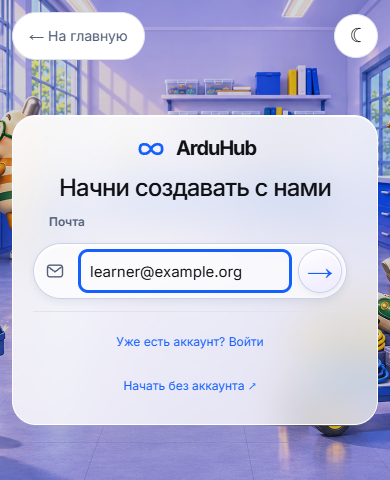 ← На главную
ArduHub
Начни создавать с нами
Почта
learner@example.org
→
Уже есть аккаунт? Войти
Начать без аккаунта ↗